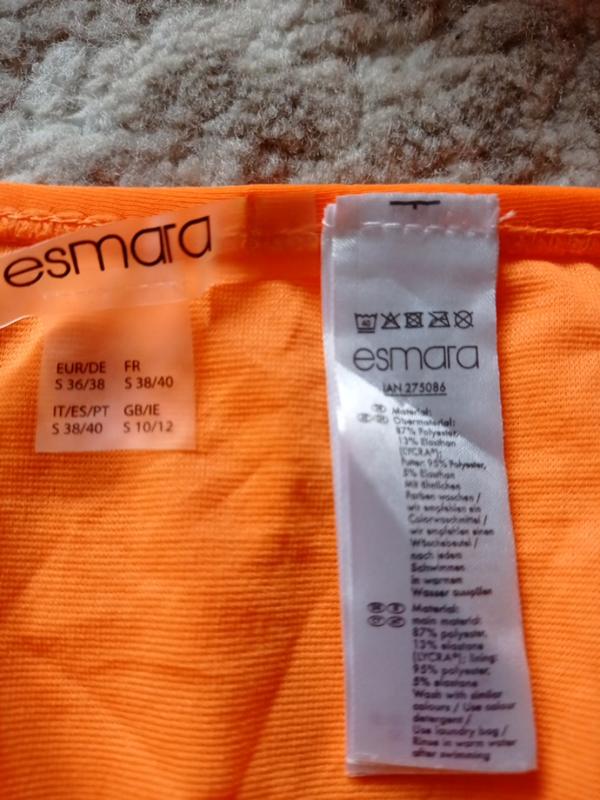 esmara
EUR/DE FR
S 36/38 S 38/40
IT/ES/PT GB/IE
S 38/40 S 10/12
40
esmara
IAN 275086
Material:
Obermaterial:
87% Polyester,
13% Elasthan
(LYCRA®);
Futter: 95% Polyester,
5% Elasthan
Mit ähnlichen
Farben waschen /
wir empfehlen ein
Colorwaschmittel /
wir empfehlen einen
Wäschebeutel /
nach jedem
Schwimmen
in warmem
Wasser ausspülen
Material:
main material:
87% polyester,
13% elastane
(LYCRA®); lining:
95% polyester,
5% elastane
Wash with similar
colours / Use colour
detergent /
Use laundry bag /
Rinse in warm water
after swimming